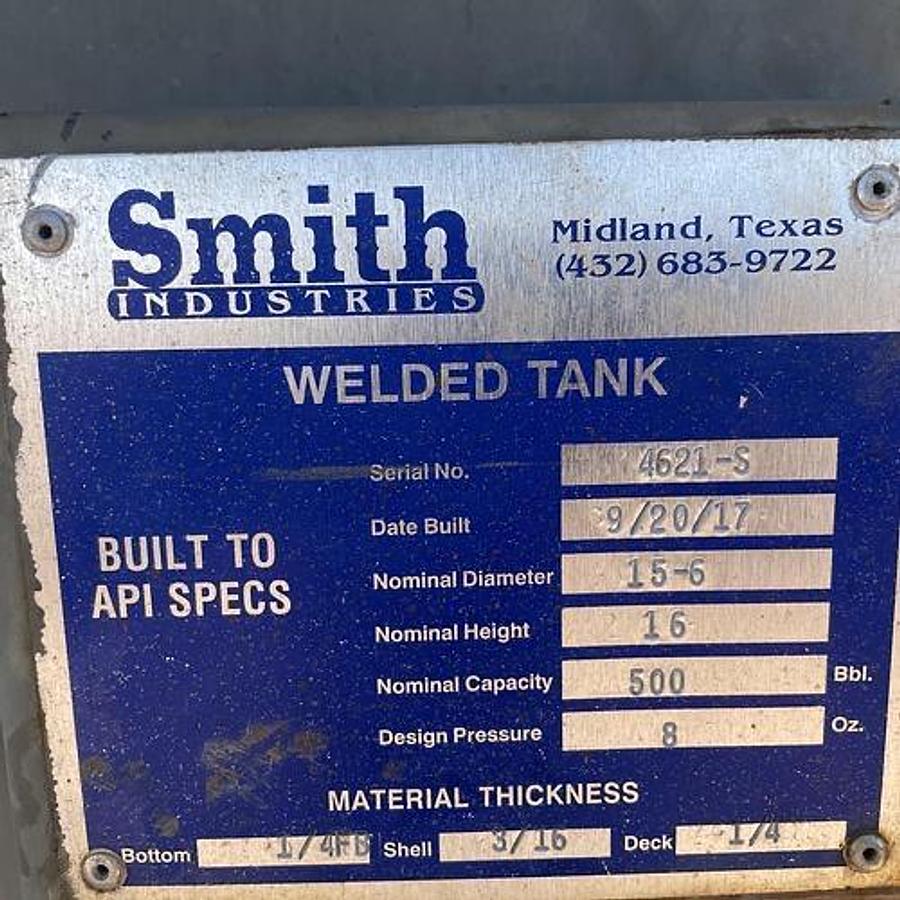 Smith
INDUSTRIES
Midland, Texas
(432) 683-9722
WELDED TANK
BUILT TO
API SPECS
Serial No. 4621-S
Date Built 9/20/17
Nominal Diameter 15-6
Nominal Height 16
Nominal Capacity 500 Bbl.
Design Pressure 8 Oz.
MATERIAL THICKNESS
Bottom 1/4FB Shell 3/16 Deck 1/4